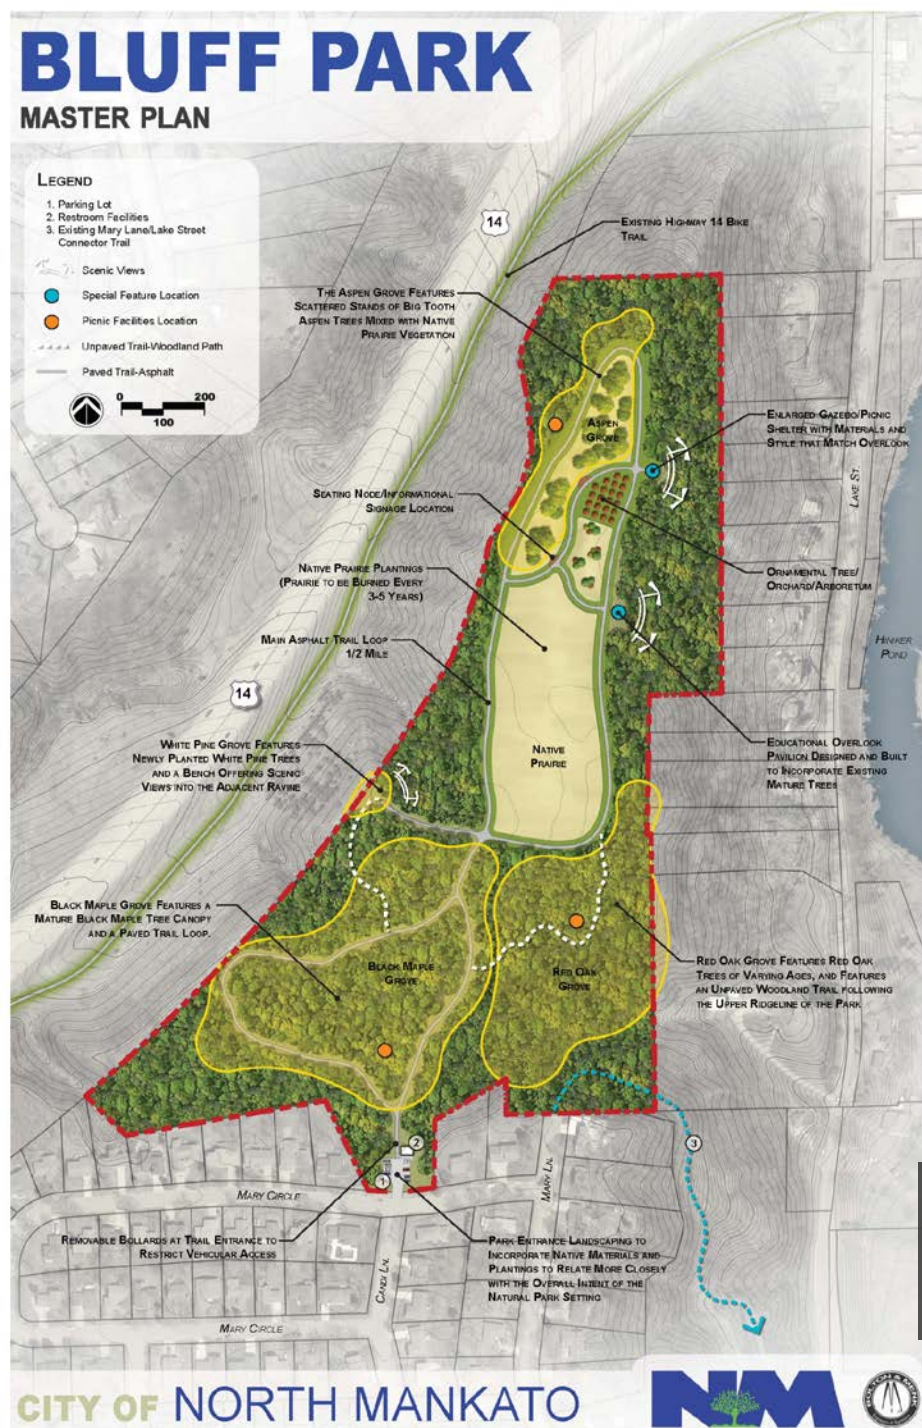 BLUFF PARK
MASTER PLAN
LEGEND
1. Parking Lot
2. Restroom Facilities
3. Existing Mary Lane/Lake Street
Connector Trail
Scenic Views
Special Feature Location
Picnic Facilities Location
Unpaved Trail-Woodland Path
Paved Trail-Asphalt
0 200
100
14
EXISTING HIGHWAY 14 BIKE
TRAIL
THE ASPEN GROVE FEATURES
SCATTERED STANDS OF BIG TOOTH
ASPEN TREES MIXED WITH NATIVE
PRAIRIE VEGETATION
ASPEN
GROVE
ENLARGED GAZEBO/PICNIC
SHELTER WITH MATERIALS AND
STYLE THAT MATCH OVERLOOK
LAKE ST.
SEATING NODE/INFORMATIONAL
SIGNAGE LOCATION
NATIVE PRAIRIE PLANTINGS
(PRAIRIE TO BE BURNED EVERY
3-5 YEARS)
ORNAMENTAL TREE/
ORCHARD/ARBORETUM
MAIN ASPHALT TRAIL LOOP
1/2 MILE
HINIKER
POND
14
WHITE PINE GROVE FEATURES
NEWLY PLANTED WHITE PINE TREES
AND A BENCH OFFERING SCENIC
VIEWS INTO THE ADJACENT RAVINE
NATIVE
PRAIRIE
EDUCATIONAL OVERLOOK
PAVILION DESIGNED AND BUILT
TO INCORPORATE EXISTING
MATURE TREES
BLACK MAPLE GROVE FEATURES A
MATURE BLACK MAPLE TREE CANOPY
AND A PAVED TRAIL LOOP.
BLACK MAPLE
GROVE
RED OAK
GROVE
RED OAK GROVE FEATURES RED OAK
TREES OF VARYING AGES, AND FEATURES
AN UNPAVED WOODLAND TRAIL FOLLOWING
THE UPPER RIDGELINE OF THE PARK
2
3
1
MARY CIRCLE
MARY LN.
REMOVABLE BOLLARDS AT TRAIL ENTRANCE TO
RESTRICT VEHICULAR ACCESS
CANDI LN.
PARK ENTRANCE LANDSCAPING TO
INCORPORATE NATIVE MATERIALS AND
PLANTINGS TO RELATE MORE CLOSELY
WITH THE OVERALL INTENT OF THE
NATURAL PARK SETTING
MARY CIRCLE
CITY OF NORTH MANKATO
NM
BOLTON & MENK